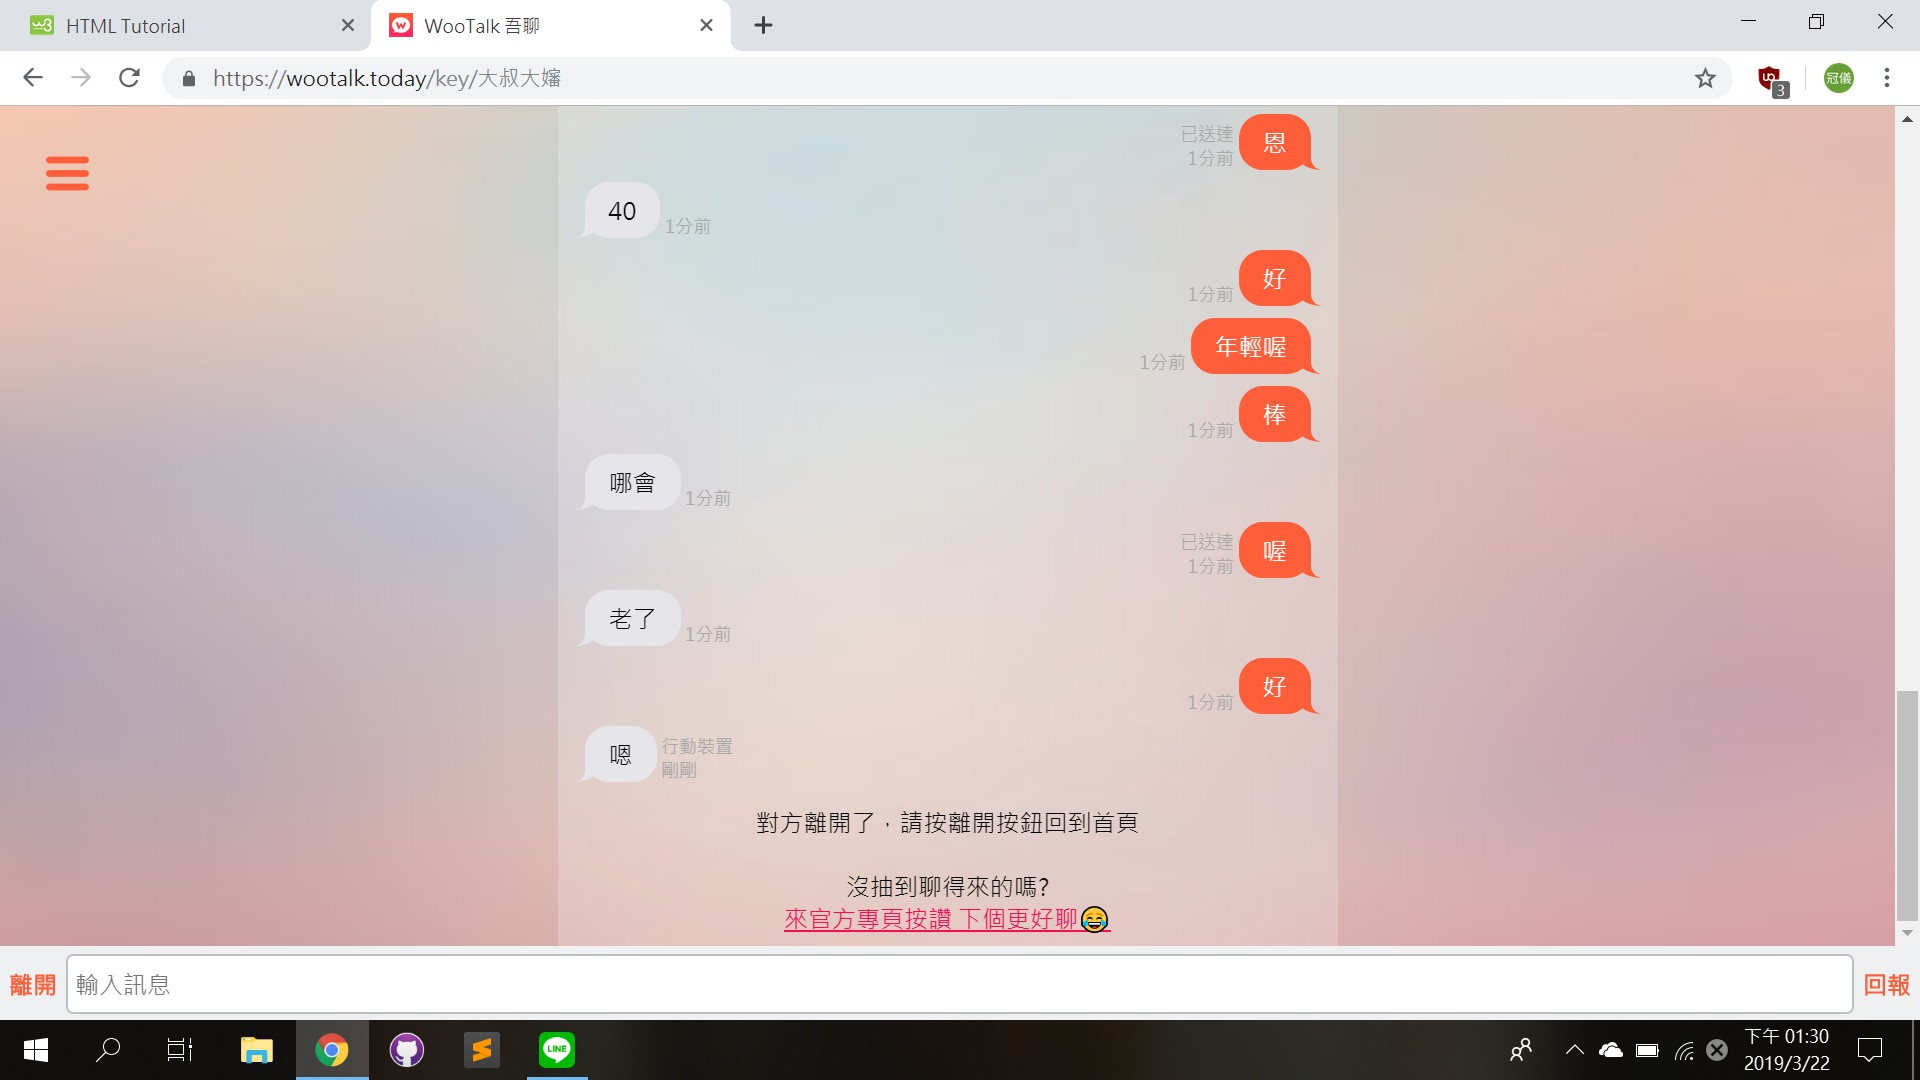 HTML Tutorial
WooTalk 吾聊
https://wootalk.today/key/大叔大嬸
3
冠儀
已送達
1分前
恩
40
1分前
1分前
好
1分前
年輕喔
1分前
棒
哪會
1分前
已送達
1分前
喔
老了
1分前
1分前
好
嗯
行動裝置
剛剛
對方離開了，請按離開按鈕回到首頁
沒抽到聊得來的嗎?
來官方專頁按讚 下個更好聊😂
離開
輸入訊息
回報
LINE
下午 01:30
2019/3/22